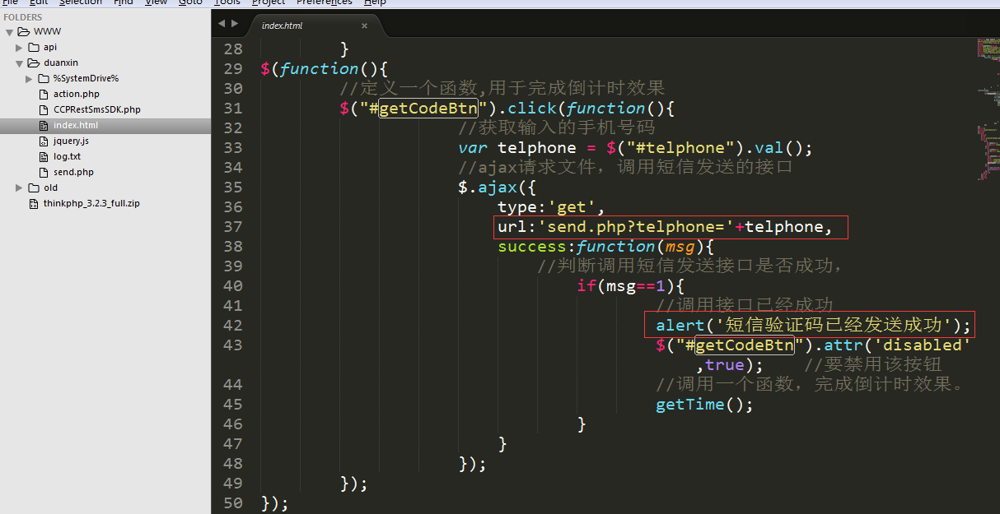 File Edit Selection Find View Goto Tools Project Preferences Help
FOLDERS
WWW
api
duanxin
%SystemDrive%
action.php
CCPRestSmsSDK.php
index.html
jquery.js
log.txt
send.php
old
thinkphp_3.2.3_full.zip
index.html ×
28 }
29 $(function(){
30 //定义一个函数,用于完成倒计时效果
31 $("#getCodeBtn").click(function(){
32 //获取输入的手机号码
33 var telphone = $("#telphone").val();
34 //ajax请求文件，调用短信发送的接口
35 $.ajax({
36 type:'get',
37 url:'send.php?telphone='+telphone,
38 success:function(msg){
39 //判断调用短信发送接口是否成功，
40 if(msg==1){
41 //调用接口已经成功
42 alert('短信验证码已经发送成功');
43 $("#getCodeBtn").attr('disabled'
,true); //要禁用该按钮
44 //调用一个函数，完成倒计时效果。
45 getTime();
46 }
47 }
48 });
49 });
50 });